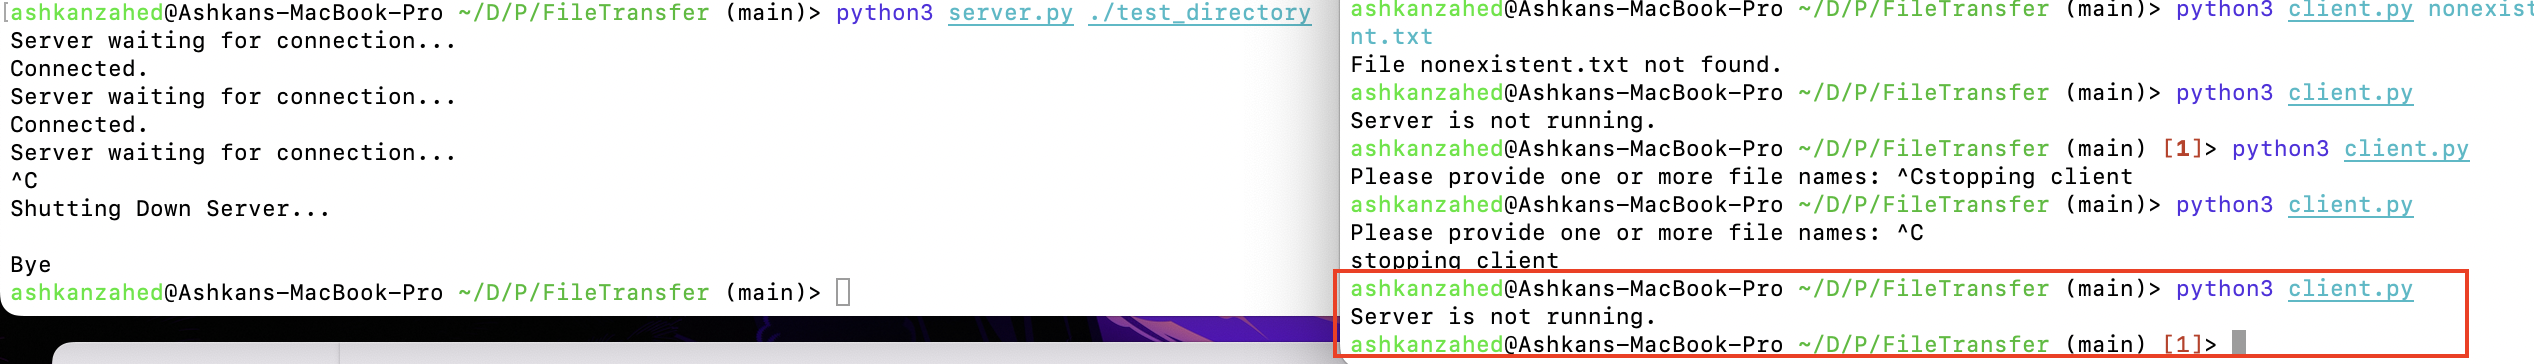 [ashkanzahed@Ashkans-MacBook-Pro ~/D/P/FileTransfer (main)> python3 server.py ./test_directory
Server waiting for connection...
Connected.
Server waiting for connection...
Connected.
Server waiting for connection...
^C
Shutting Down Server...
Bye
ashkanzahed@Ashkans-MacBook-Pro ~/D/P/FileTransfer (main)>
ashkanzahed@Ashkans-MacBook-Pro ~/D/P/FileTransfer (main)> python3 client.py nonexist
nt.txt
File nonexistent.txt not found.
ashkanzahed@Ashkans-MacBook-Pro ~/D/P/FileTransfer (main)> python3 client.py
Server is not running.
ashkanzahed@Ashkans-MacBook-Pro ~/D/P/FileTransfer (main) [1]> python3 client.py
Please provide one or more file names: ^Cstopping client
ashkanzahed@Ashkans-MacBook-Pro ~/D/P/FileTransfer (main)> python3 client.py
Please provide one or more file names: ^C
stopping client
ashkanzahed@Ashkans-MacBook-Pro ~/D/P/FileTransfer (main)> python3 client.py
Server is not running.
ashkanzahed@Ashkans-MacBook-Pro ~/D/P/FileTransfer (main) [1]>